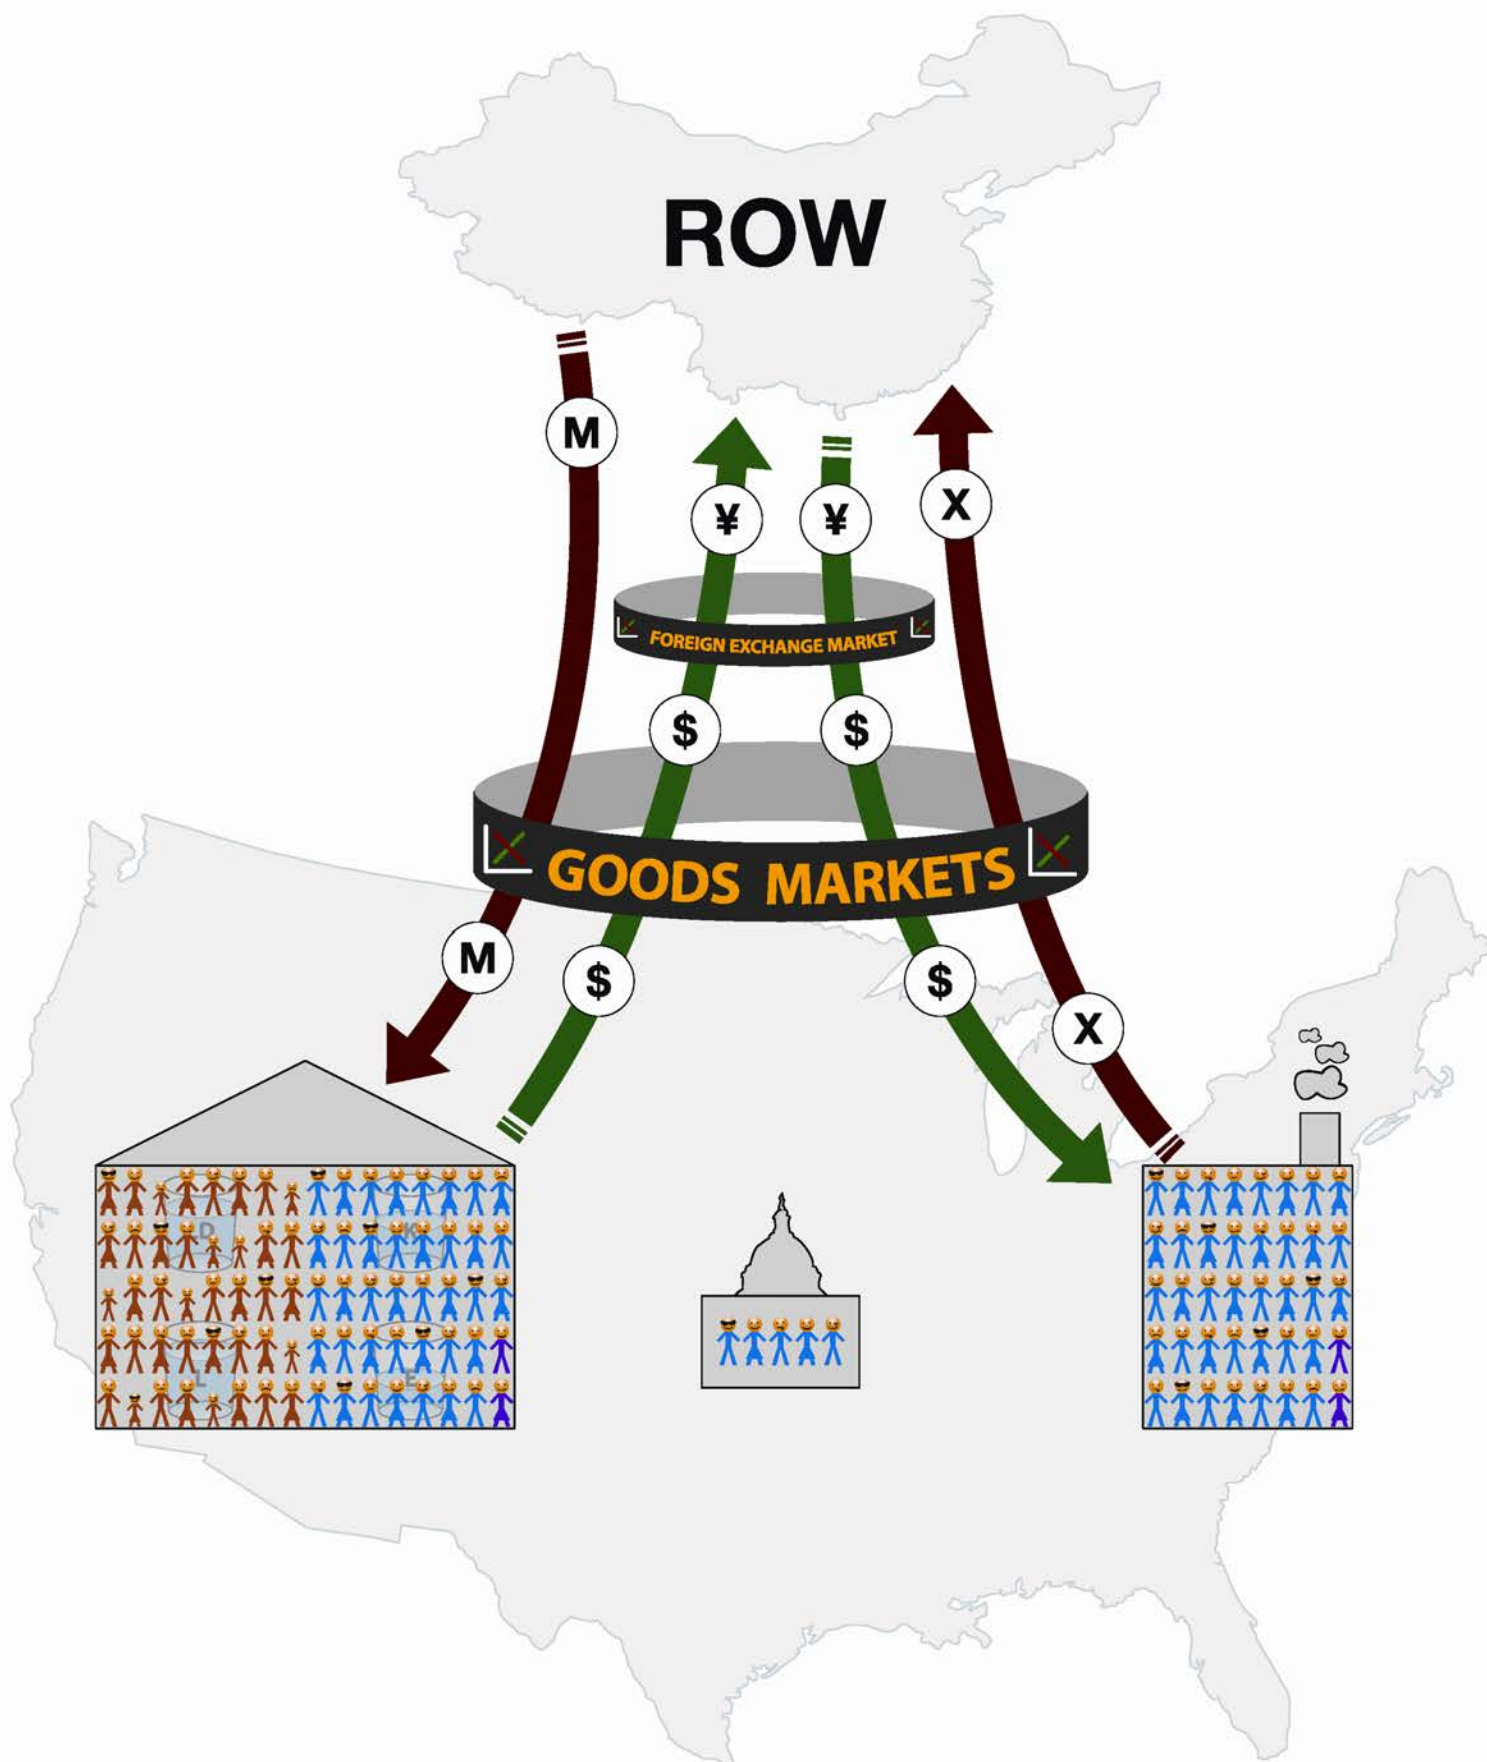 ROW
M
X
¥ ¥
FOREIGN EXCHANGE MARKET
$ $
GOODS MARKETS
M
$ $
X
D K
L E